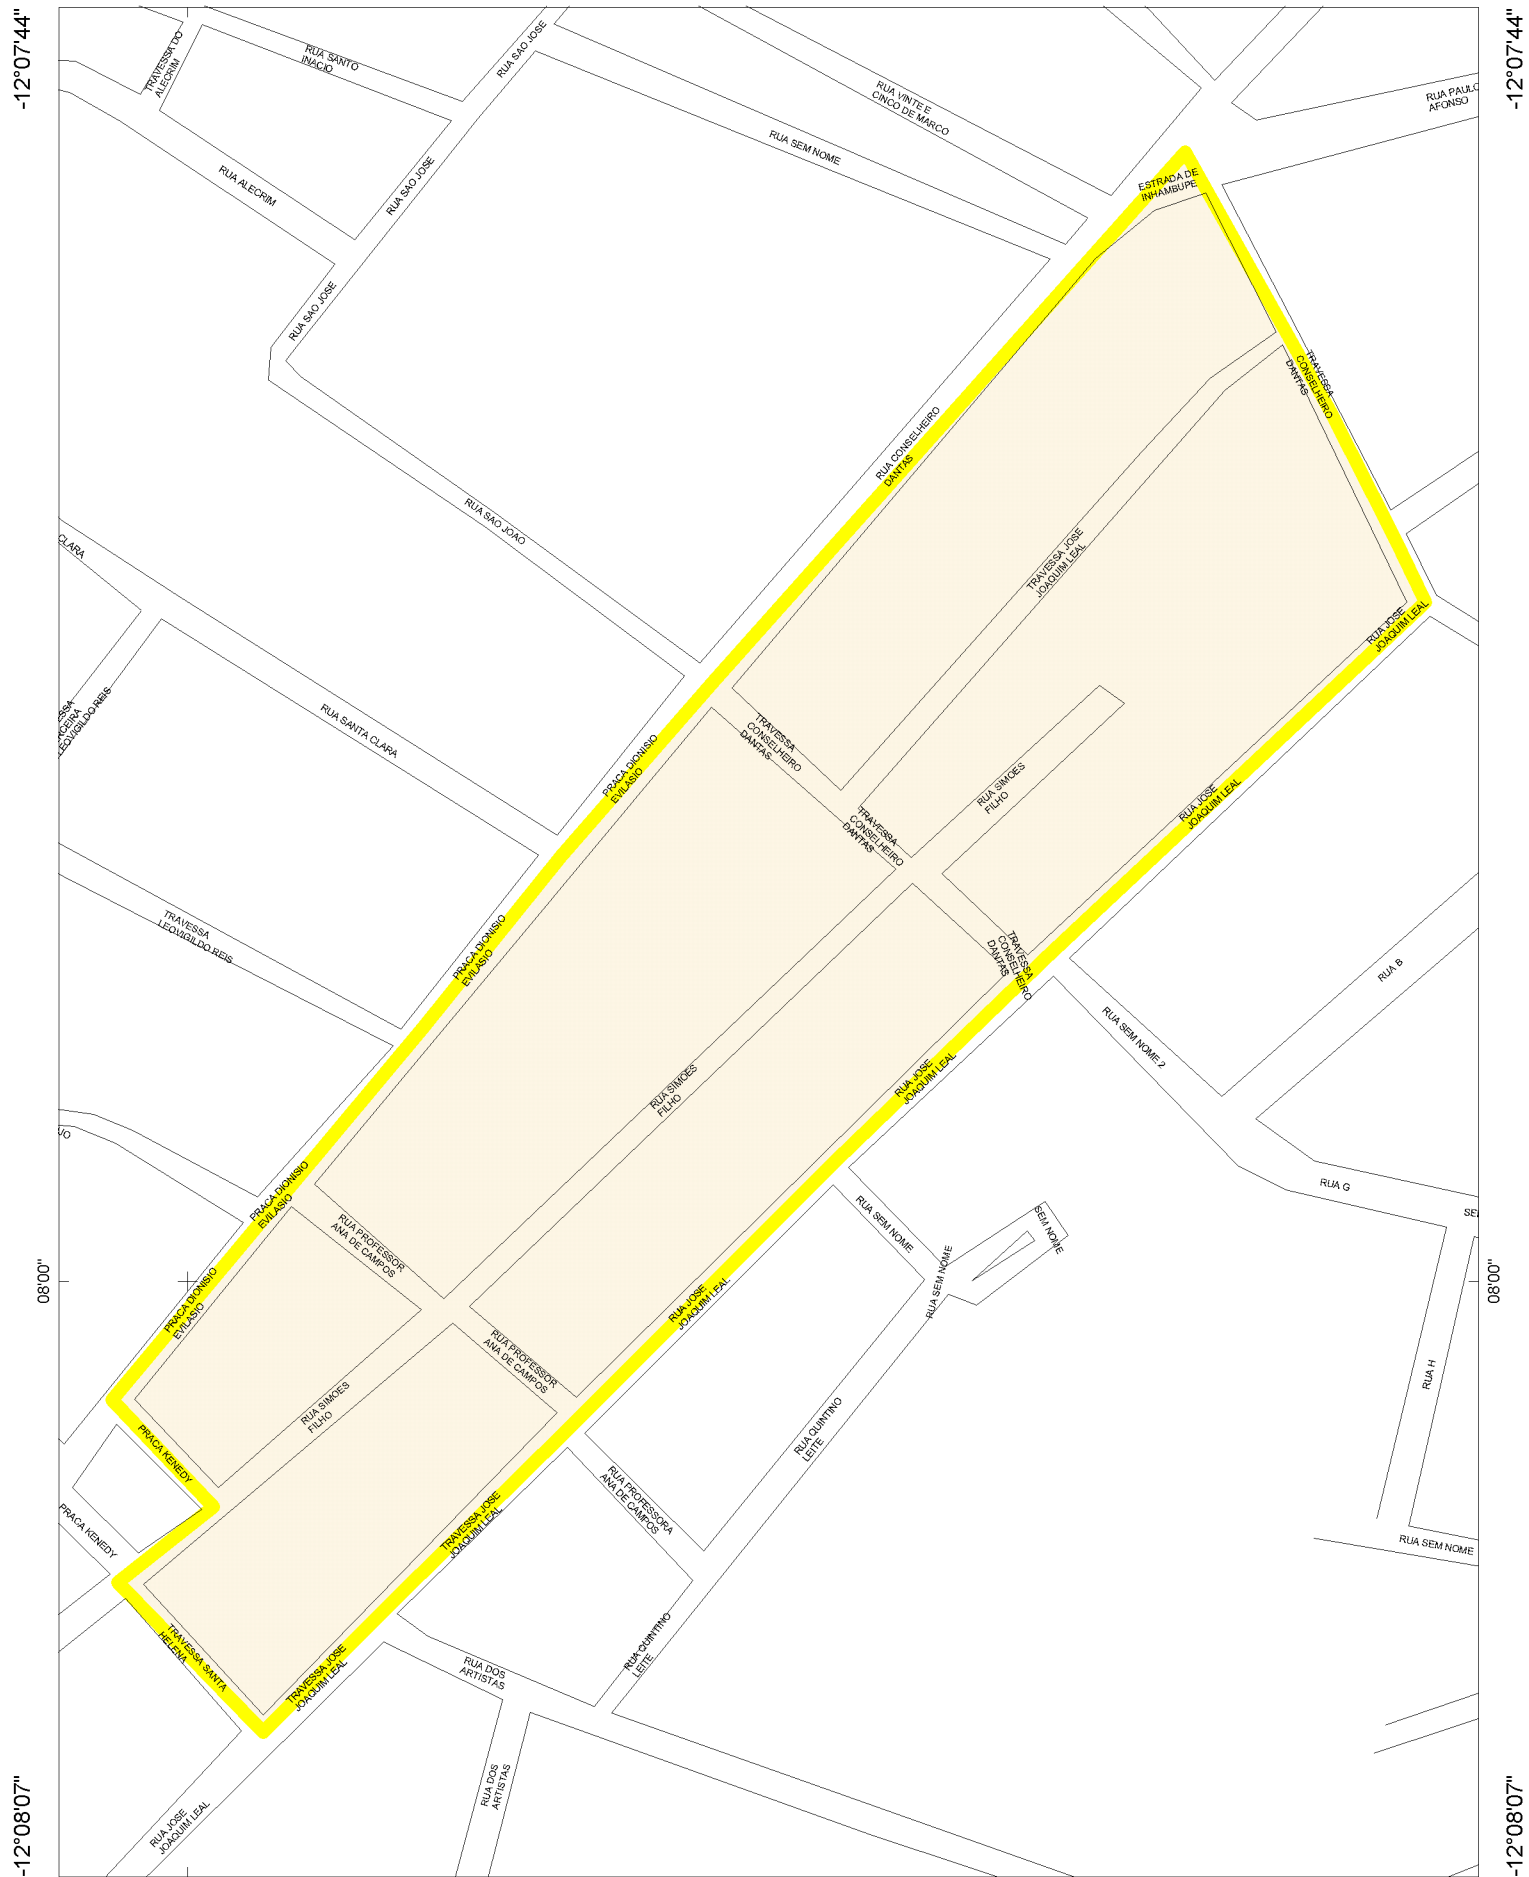 -12°07'44"
-12°07'44"
TRAVESSA DO
ALECRIM
RUA SANTO
INACIO
RUA SAO JOSE
RUA VINTE E
CINCO DE MARCO
RUA PAULO
AFONSO
RUA SEM NOME
RUA ALECRIM
RUA SAO JOSE
ESTRADA DE
INHAMBUPE
RUA SAO JOSE
TRAVESSA
CONSELHEIRO
DANTAS
RUA CONSELHEIRO
DANTAS
RUA SAO JOAO
CLARA
TRAVESSA JOSE
JOAQUIM LEAL
RUA JOSE
JOAQUIM LEAL
ESSA
RCEIRA
LEOVIGILDO REIS
RUA SANTA CLARA
TRAVESSA
CONSELHEIRO
DANTAS
PRACA DIONISIO
EVILASIO
RUA SIMOES
FILHO
RUA JOSE
JOAQUIM LEAL
TRAVESSA
CONSELHEIRO
DANTAS
TRAVESSA
LEOVIGILDO REIS
PRACA DIONISIO
EVILASIO
TRAVESSA
CONSELHEIRO
DANTAS
RUA B
RUA SEM NOME 2
RUA SIMOES
FILHO
RUA JOSE
JOAQUIM LEAL
UO
PRACA DIONISIO
EVILASIO
RUA G
SEM NOME
SE
RUA PROFESSOR
ANA DE CAMPOS
RUA SEM NOME
RUA SEM NOME
08'00"
08'00"
PRACA DIONISIO
EVILASIO
RUA JOSE
JOAQUIM LEAL
RUA PROFESSOR
ANA DE CAMPOS
RUA H
RUA SIMOES
FILHO
RUA QUINTINO
LEITE
PRACA KENEDY
RUA PROFESSORA
ANA DE CAMPOS
PRACA KENEDY
TRAVESSA JOSE
JOAQUIM LEAL
RUA SEM NOME
TRAVESSA SANTA
HELENA
RUA QUINTINO
LEITE
TRAVESSA JOSE
JOAQUIM LEAL
RUA DOS
ARTISTAS
RUA DOS
ARTISTAS
RUA JOSE
JOAQUIM LEAL
-12°08'07"
-12°08'07"